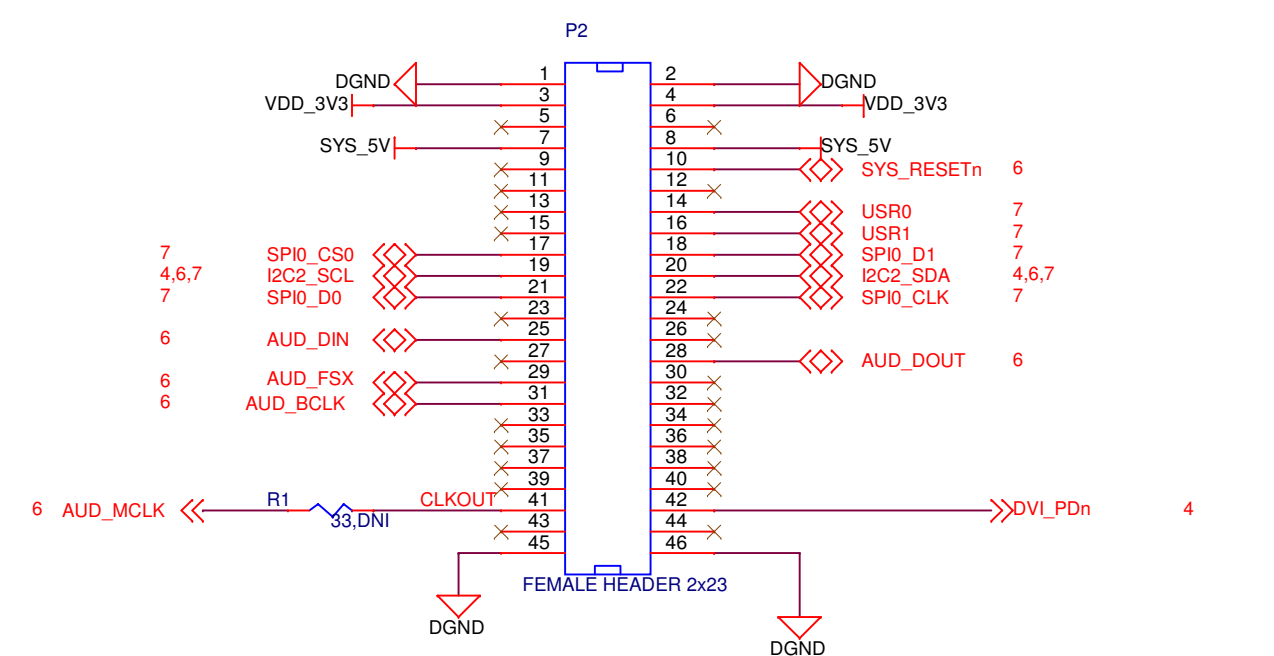 P2
DGND 1 2 DGND
VDD_3V3 3 4 VDD_3V3
5 6
SYS_5V 7 8 SYS_5V
9 10 SYS_RESETn 6
11 12
13 14 USR0 7
15 16 USR1 7
7 SPI0_CS0 17 18 SPI0_D1 7
4,6,7 I2C2_SCL 19 20 I2C2_SDA 4,6,7
7 SPI0_D0 21 22 SPI0_CLK 7
23 24
6 AUD_DIN 25 26
27 28 AUD_DOUT 6
6 AUD_FSX 29 30
6 AUD_BCLK 31 32
33 34
35 36
37 38
39 40
6 AUD_MCLK R1 33,DNI CLKOUT 41 42 DVI_PDn 4
43 44
45 46
FEMALE HEADER 2x23
DGND
DGND